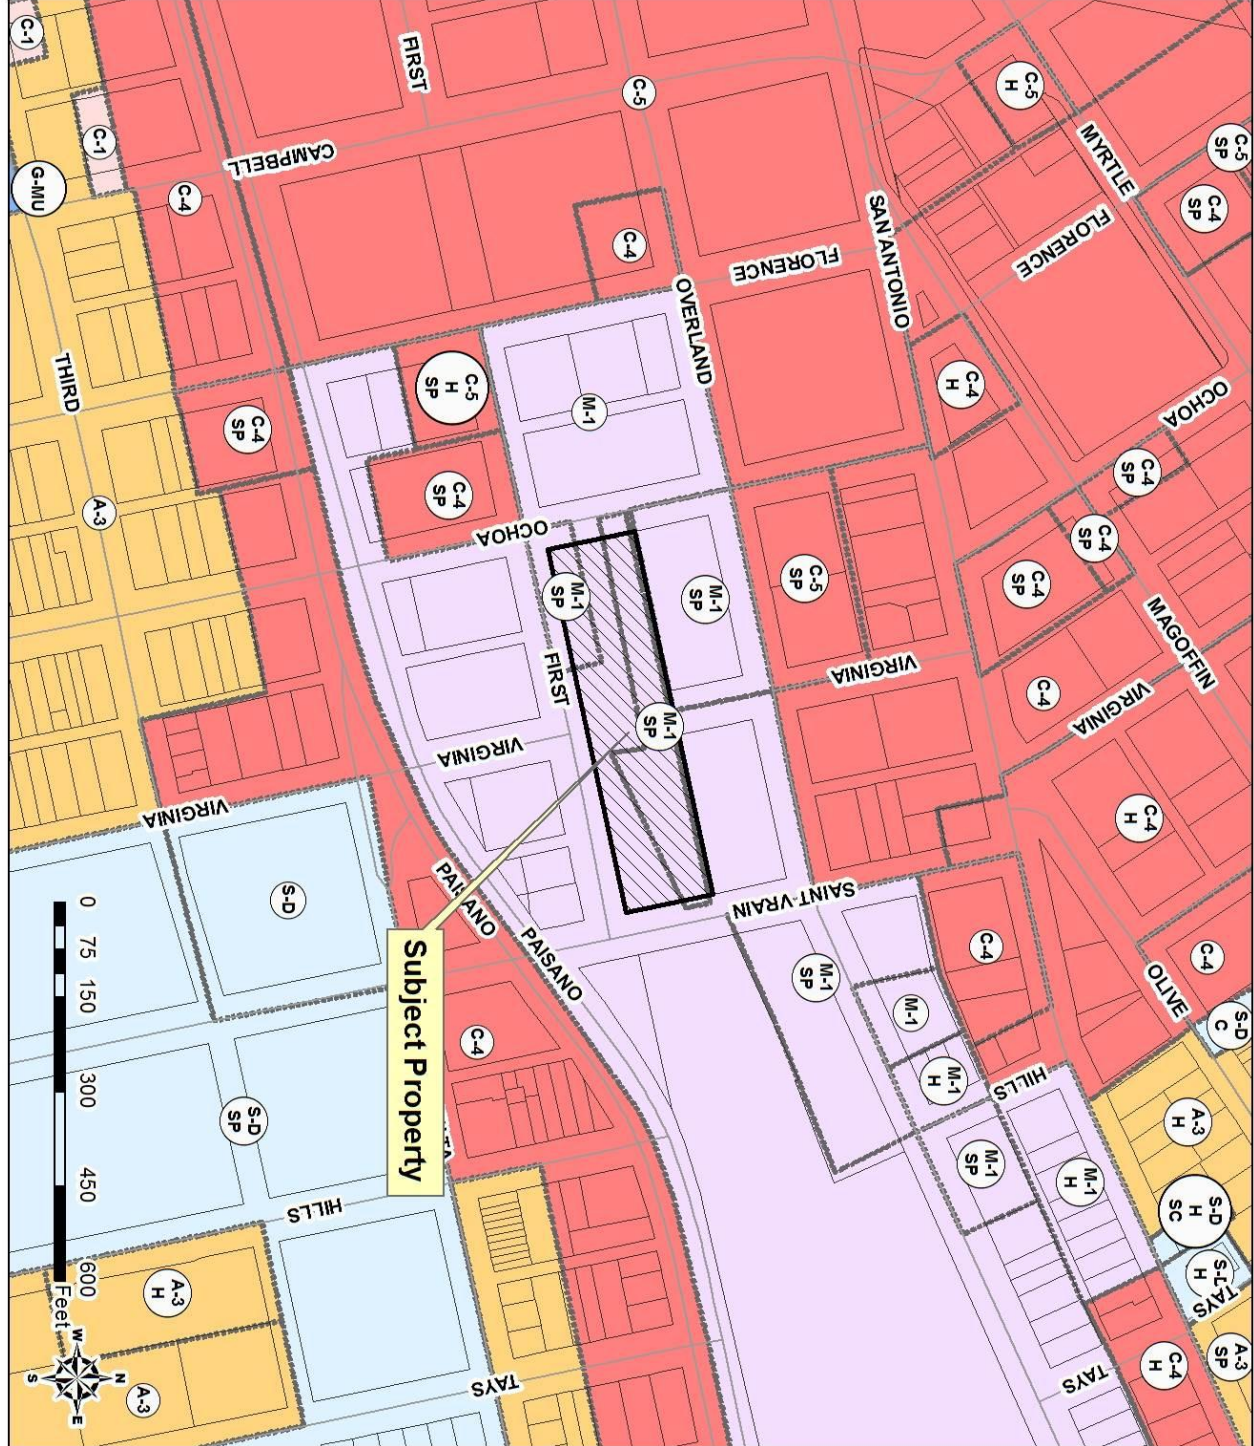 C-5
SP
C-4
SP
OCHOA
C-4
S-D
C
A-3
H
S-D
H
SC
TAYS
A-3
SP
MYRTLE
FLORENCE
C-4
SP
MAGOFFIN
VIRGINIA
C-4
H
OLIVE
M-1
H
TAYS
C-4
H
C-5
H
C-4
SP
C-4
SP
C-4
HILLS
C-4
H
C-4
M-1
SP
SAN ANTONIO
VIRGINIA
M-1
M-1
H
FLORENCE
C-5
SP
SAINT-VRAIN
M-1
SP
OVERLAND
M-1
SP
C-5
C-4
M-1
SP
M-1
M-1
SP
FIRST
PAISANO
OCHOA
VIRGINIA
PAISANO
TAYS
C-5
H
SP
C-4
SP
C-4
FIRST
Subject Property
CAMPBELL
HILLS
C-4
C-4
SP
S-D
S-D
SP
VIRGINIA
A-3
H
A-3
C-1
A-3
THIRD
0 75 150 300 450 600
Feet
N
W
E
S
C-1
G-MU